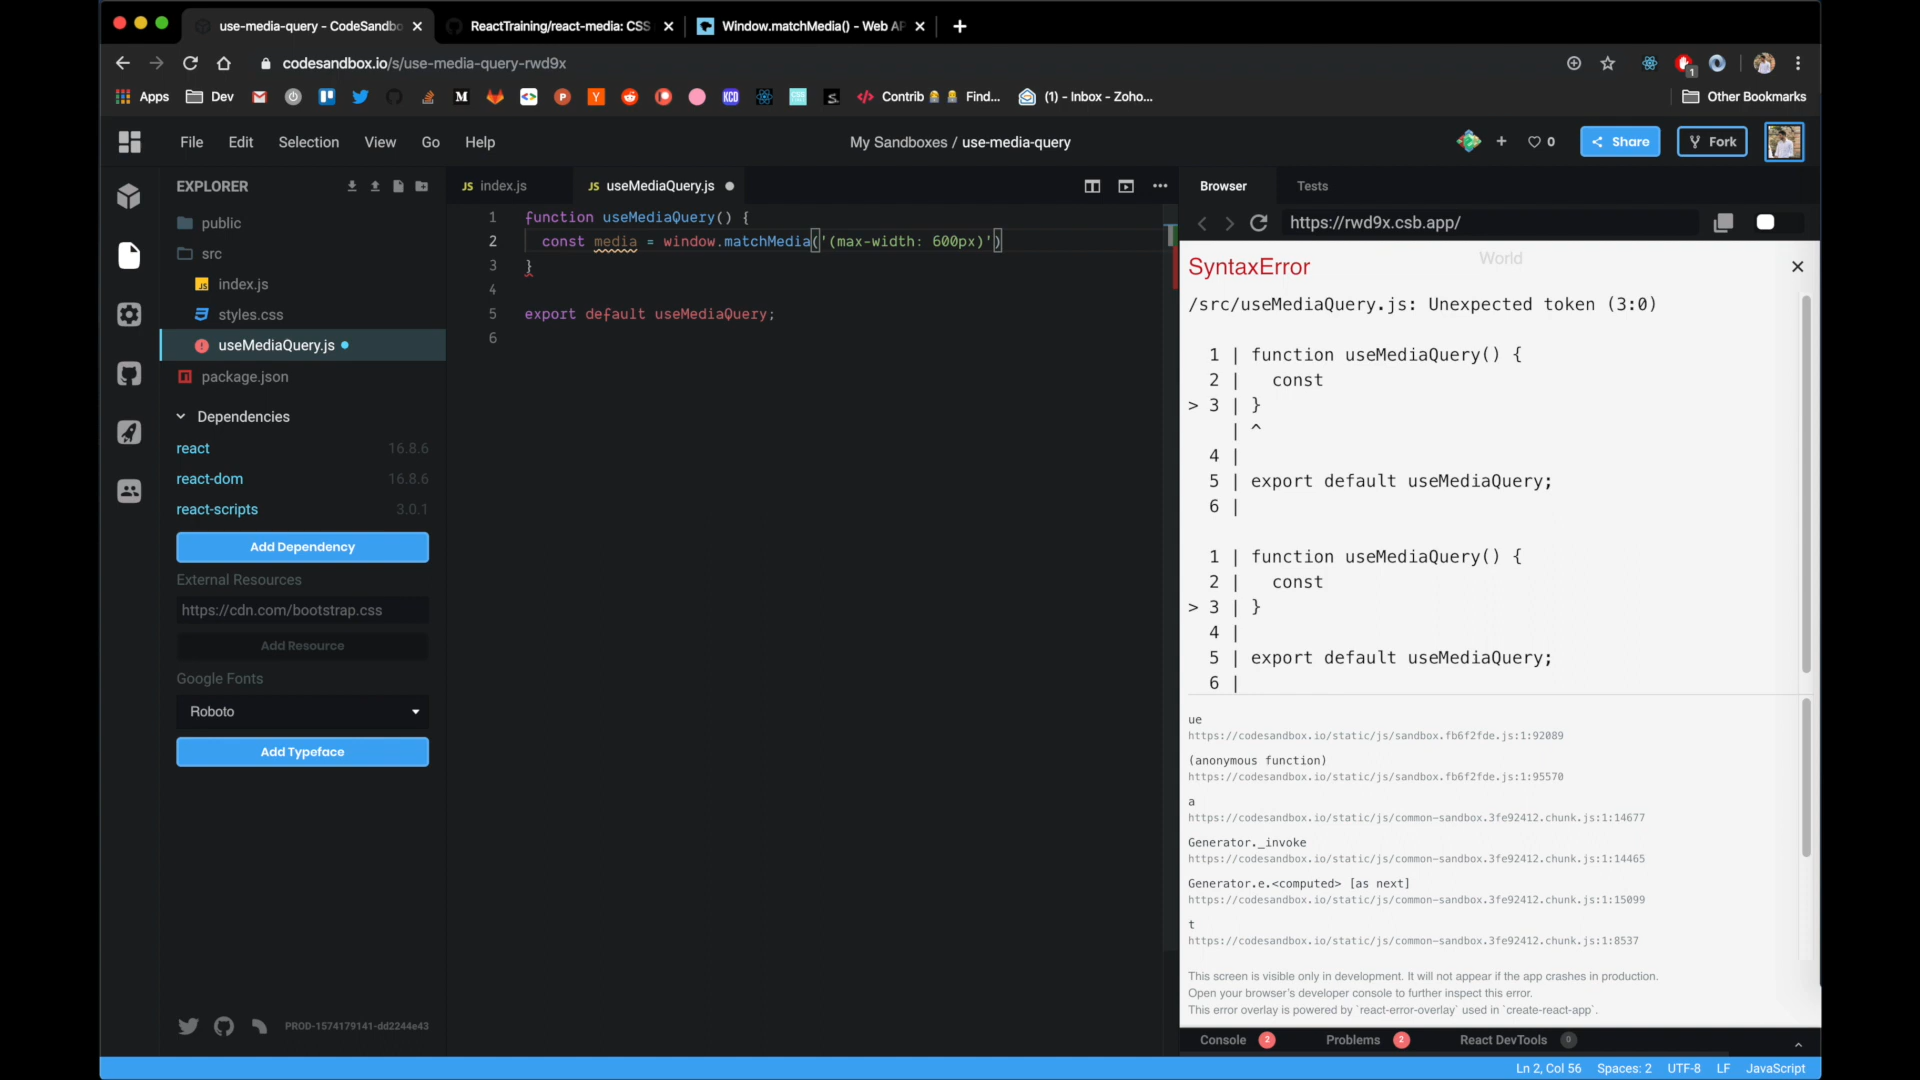 use-media-query - CodeSandbo
ReactTraining/react-media: CSS
Window.matchMedia() - Web AP
codesandbox.io/s/use-media-query-rwd9x
1
Apps
Dev
M
P
Y
KCD
S.
Contrib
Find...
(1) - Inbox - Zoho...
Other Bookmarks
File
Edit
Selection
View
Go
Help
My Sandboxes / use-media-query
0
Share
Fork
EXPLORER
JS index.js
JS useMediaQuery.js
Browser
Tests
https://rwd9x.csb.app/
public
src
JS index.js
styles.css
useMediaQuery.js
package.json
Dependencies
react 16.8.6
react-dom 16.8.6
react-scripts 3.0.1
Add Dependency
External Resources
https://cdn.com/bootstrap.css
Add Resource
Google Fonts
Roboto
Add Typeface
PROD-1574179141-dd2244e43
1 function useMediaQuery() {
2 const media = window.matchMedia('(max-width: 600px)')
3 }
4
5 export default useMediaQuery;
6
World
SyntaxError
/src/useMediaQuery.js: Unexpected token (3:0)
1 | function useMediaQuery() {
2 | const
> 3 | }
| ^
4 |
5 | export default useMediaQuery;
6 |
1 | function useMediaQuery() {
2 | const
> 3 | }
4 |
5 | export default useMediaQuery;
6 |
ue
https://codesandbox.io/static/js/sandbox.fb6f2fde.js:1:92089
(anonymous function)
https://codesandbox.io/static/js/sandbox.fb6f2fde.js:1:95570
a
https://codesandbox.io/static/js/common-sandbox.3fe92412.chunk.js:1:14677
Generator._invoke
https://codesandbox.io/static/js/common-sandbox.3fe92412.chunk.js:1:14465
Generator.e.<computed> [as next]
https://codesandbox.io/static/js/common-sandbox.3fe92412.chunk.js:1:15099
t
https://codesandbox.io/static/js/common-sandbox.3fe92412.chunk.js:1:8537
This screen is visible only in development. It will not appear if the app crashes in production.
Open your browser's developer console to further inspect this error.
This error overlay is powered by `react-error-overlay` used in `create-react-app`.
Console 2
Problems 2
React DevTools 0
Ln 2, Col 56
Spaces: 2
UTF-8
LF
JavaScript